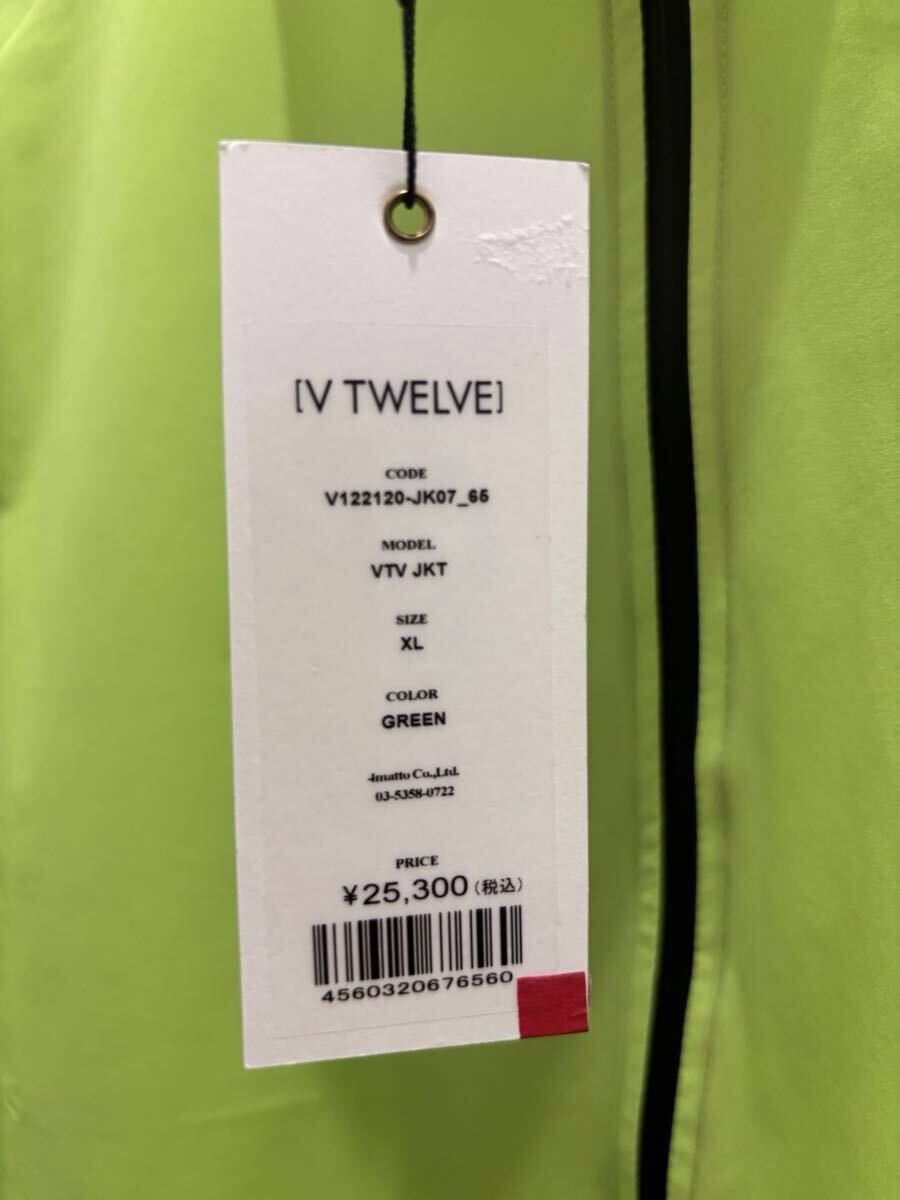 [V TWELVE]
CODE
V122120-JK07_65
MODEL
VTV JKT
SIZE
XL
COLOR
GREEN
-imatto Co.,Ltd.
03-5358-0722
PRICE
¥25,300(税込)
4560320676560